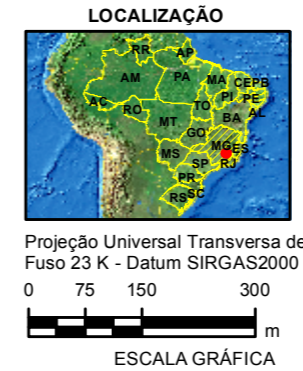 LOCALIZAÇÃO
RR AP
AM PA MA CE PB
AC RO TO PI PE
AL
MT BA
GO
MG ES
MS SP RJ
PR
SC
RS
Projeção Universal Transversa de
Fuso 23 K - Datum SIRGAS2000
0 75 150 300
m
ESCALA GRÁFICA